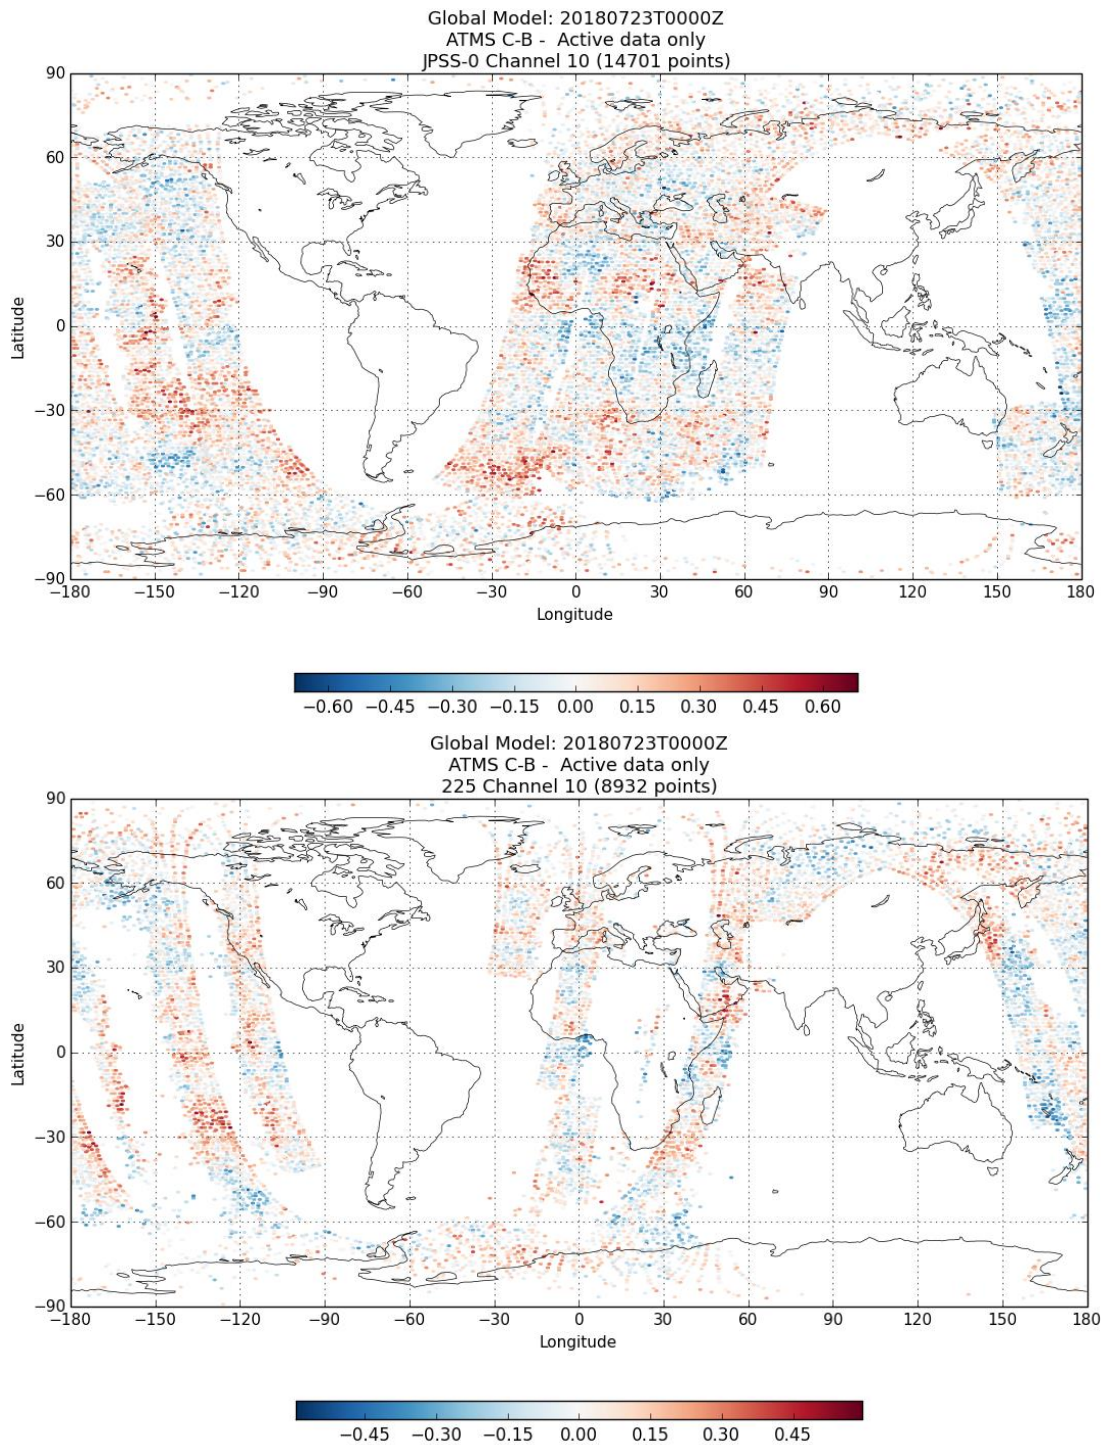 Global Model: 20180723T0000Z
ATMS C-B -  Active data only
JPSS-0 Channel 10 (14701 points)
90
60
30
0
−30
−60
−90
Latitude
−180 −150 −120 −90 −60 −30 0 30 60 90 120 150 180
Longitude
−0.60 −0.45 −0.30 −0.15 0.00 0.15 0.30 0.45 0.60
Global Model: 20180723T0000Z
ATMS C-B -  Active data only
225 Channel 10 (8932 points)
90
60
30
0
−30
−60
−90
Latitude
−180 −150 −120 −90 −60 −30 0 30 60 90 120 150 180
Longitude
−0.45 −0.30 −0.15 0.00 0.15 0.30 0.45